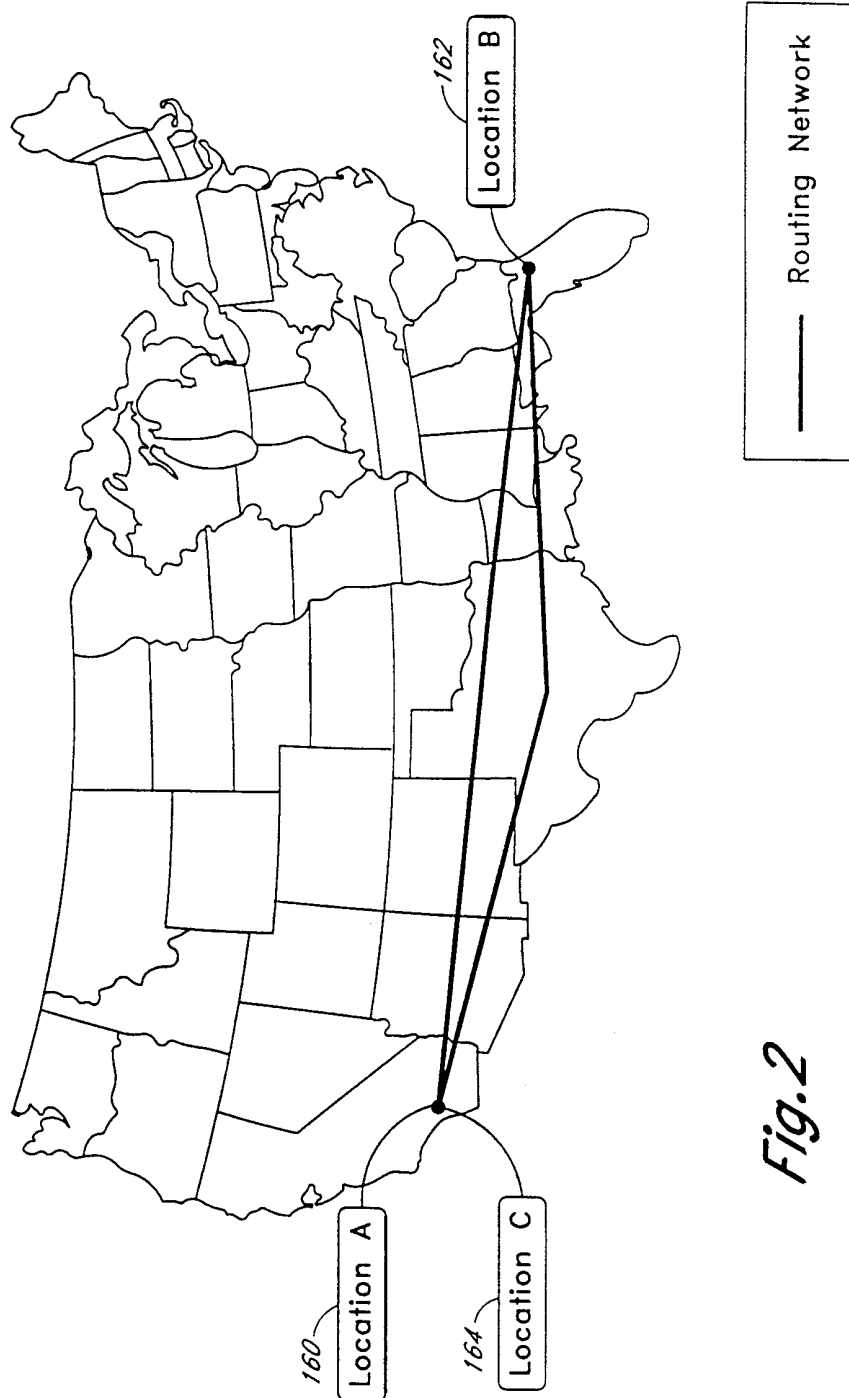 160
Location A
164
Location C
162
Location B
Routing Network
Fig.2